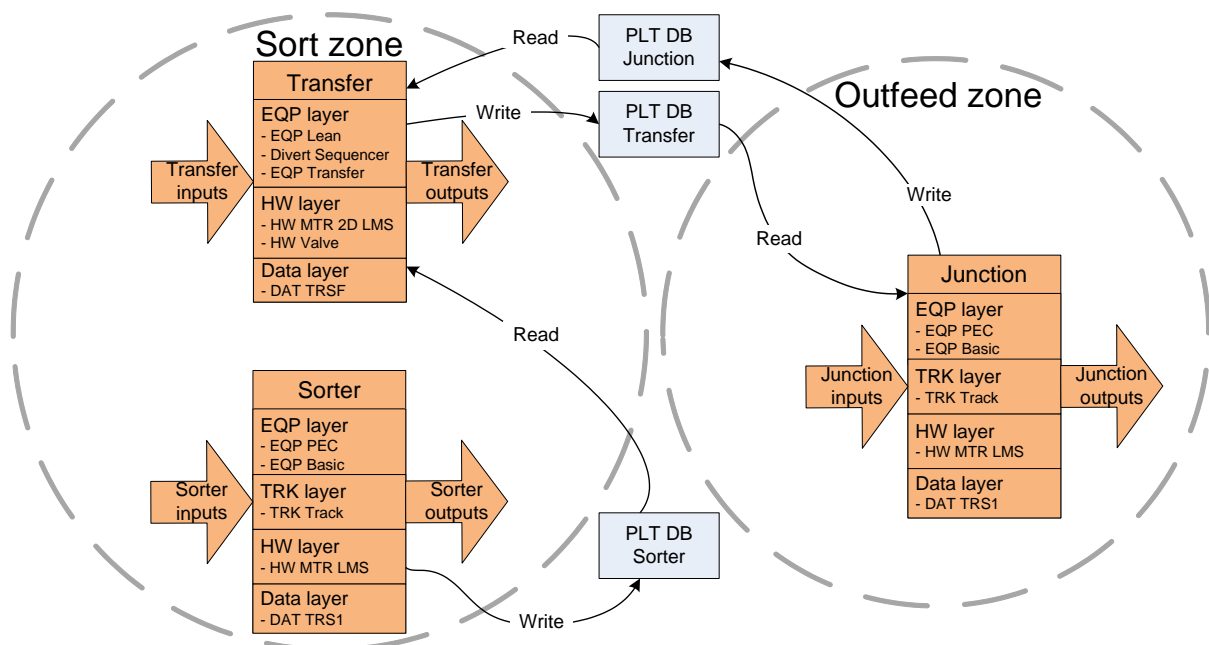 Sort zone
Transfer
EQP layer
- EQP Lean
- Divert Sequencer
- EQP Transfer
HW layer
- HW MTR 2D LMS
- HW Valve
Data layer
- DAT TRSF
Transfer
inputs
Transfer
outputs
Read
Write
PLT DB
Junction
PLT DB
Transfer
Write
Read
Read
Sorter
EQP layer
- EQP PEC
- EQP Basic
TRK layer
- TRK Track
HW layer
- HW MTR LMS
Data layer
- DAT TRS1
Sorter
inputs
Sorter
outputs
Write
PLT DB
Sorter
Outfeed zone
Junction
EQP layer
- EQP PEC
- EQP Basic
TRK layer
- TRK Track
HW layer
- HW MTR LMS
Data layer
- DAT TRS1
Junction
inputs
Junction
outputs